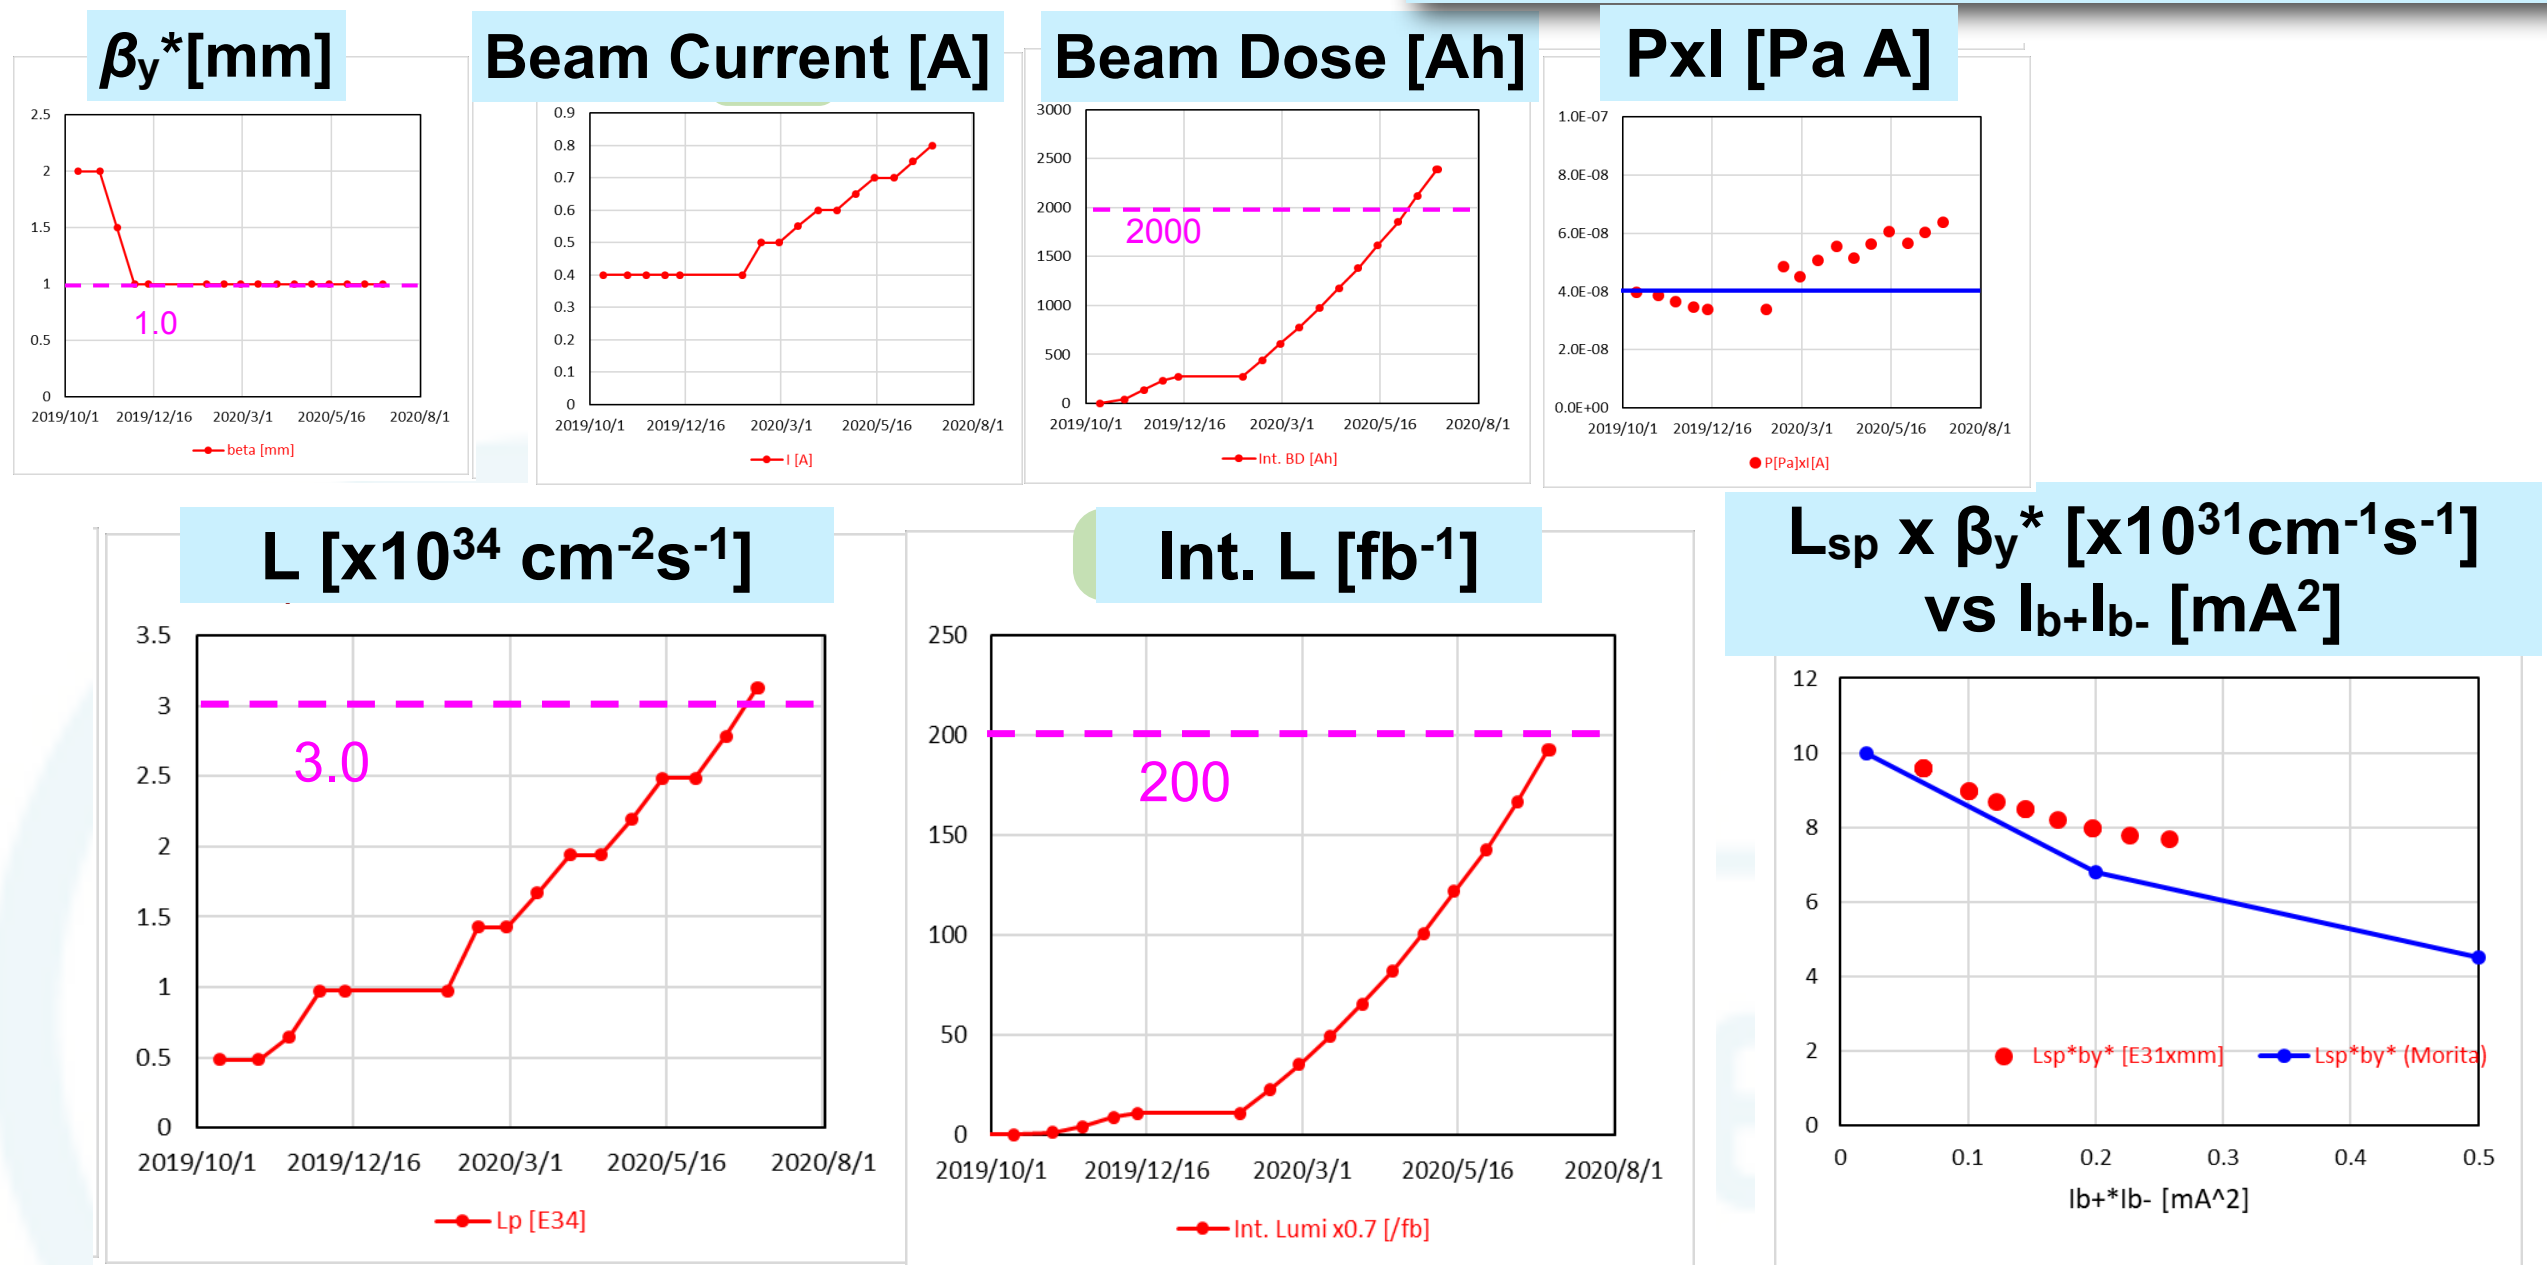 βy*[mm]
2.5
2
1.5
1
0.5
0
1.0
2019/10/1 2019/12/16 2020/3/1 2020/5/16 2020/8/1
beta [mm]
Beam Current [A]
0.9
0.8
0.7
0.6
0.5
0.4
0.3
0.2
0.1
0
2019/10/1 2019/12/16 2020/3/1 2020/5/16 2020/8/1
I [A]
Beam Dose [Ah]
3000
2500
2000
1500
1000
500
0
2000
2019/10/1 2019/12/16 2020/3/1 2020/5/16 2020/8/1
Int. BD [Ah]
PxI [Pa A]
1.0E-07
8.0E-08
6.0E-08
4.0E-08
2.0E-08
0.0E+00
2019/10/1 2019/12/16 2020/3/1 2020/5/16 2020/8/1
P[Pa]xI[A]
L [x10³⁴ cm⁻²s⁻¹]
3.5
3
2.5
2
1.5
1
0.5
0
3.0
2019/10/1 2019/12/16 2020/3/1 2020/5/16 2020/8/1
Lp [E34]
Int. L [fb⁻¹]
250
200
150
100
50
0
200
2019/10/1 2019/12/16 2020/3/1 2020/5/16 2020/8/1
Int. Lumi x0.7 [/fb]
Lsp x βy* [x10³¹cm⁻¹s⁻¹]
vs Ib+Ib- [mA²]
12
10
8
6
4
2
0
Lsp*by* [E31xmm] Lsp*by* (Morita)
0 0.1 0.2 0.3 0.4 0.5
Ib+*Ib- [mA^2]